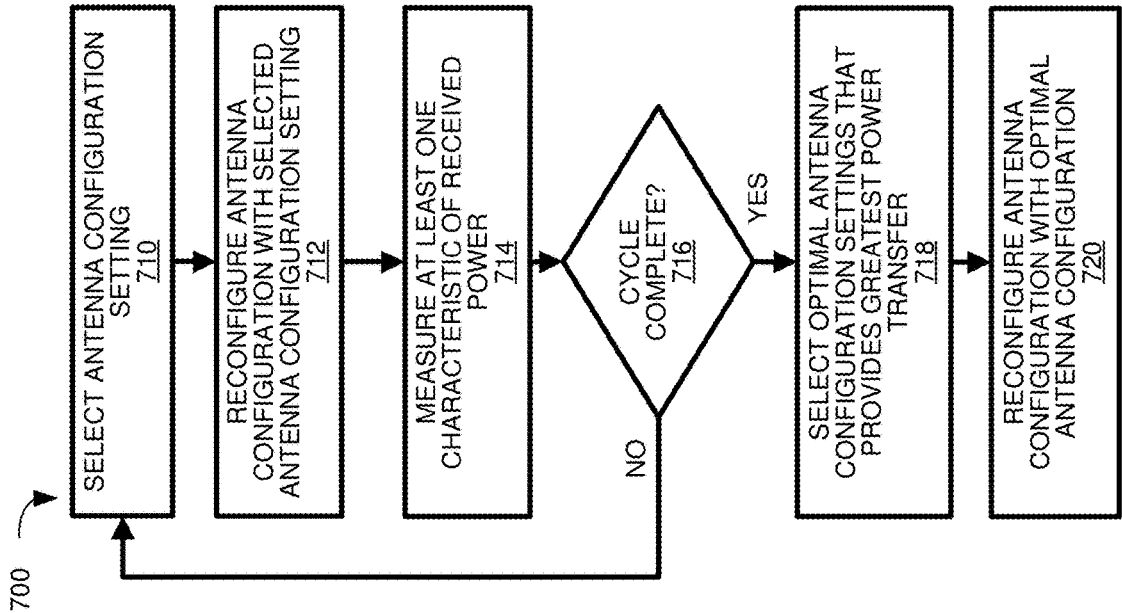 700
SELECT ANTENNA CONFIGURATION
SETTING
710
RECONFIGURE ANTENNA
CONFIGURATION WITH SELECTED
ANTENNA CONFIGURATION SETTING
712
MEASURE AT LEAST ONE
CHARACTERISTIC OF RECEIVED
POWER
714
CYCLE
COMPLETE?
716
NO
YES
SELECT OPTIMAL ANTENNA
CONFIGURATION SETTINGS THAT
PROVIDES GREATEST POWER
TRANSFER
718
RECONFIGURE ANTENNA
CONFIGURATION WITH OPTIMAL
ANTENNA CONFIGURATION
720